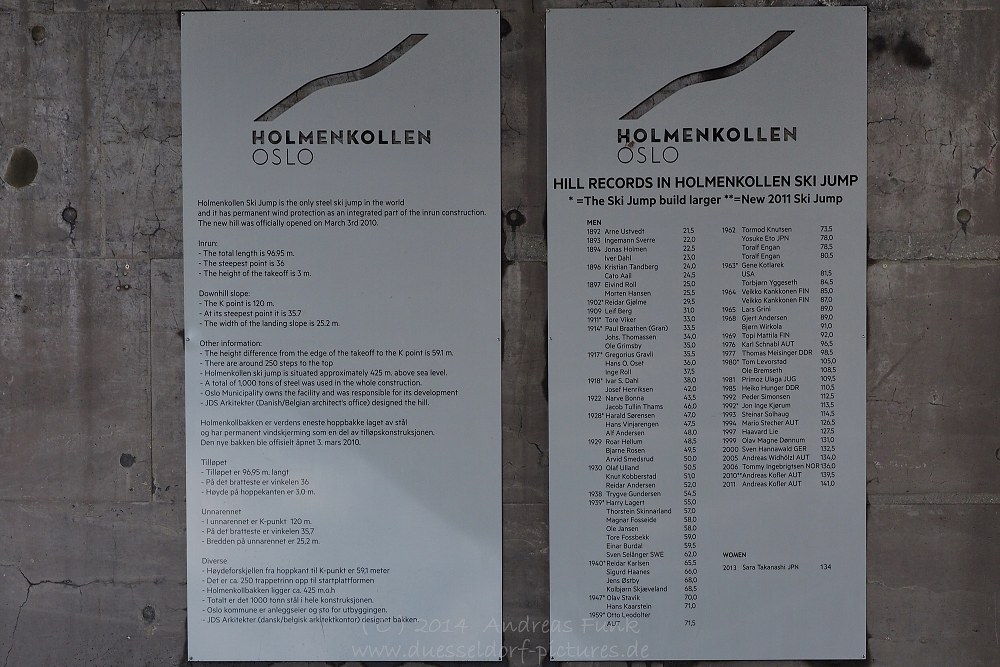 HOLMENKOLLEN
OSLO
Holmenkollen Ski Jump is the only steel ski jump in the world
and it has permanent wind protection as an integrated part of the inrun construction.
The new hill was officially opened on March 3rd 2010.
Inrun:
- The total length is 96,95 m.
- The steepest point is 36
- The height of the takeoff is 3 m.
Downhill slope:
- The K point is 120 m.
- At its steepest point it is 35,7
- The width of the landing slope is 25.2 m.
Other information:
- The height difference from the edge of the takeoff to the K point is 59,1 m.
- There are around 250 steps to the top
- Holmenkollen ski jump is situated approximately 425 m. above sea level.
- A total of 1,000 tons of steel was used in the whole construction.
- Oslo Municipality owns the facility and was responsible for its development
- JDS Arkitekter (Danish/Belgian architect's office) designed the hill.
Holmenkollbakken er verdens eneste hoppbakke laget av stål
og har permanent vindskjerming som en del av tilløpskonstruksjonen.
Den nye bakken ble offisielt åpnet 3. mars 2010.
Tilløpet
- Tilløpet er 96,95 m. langt
- På det bratteste er vinkelen 36
- Høyde på hoppekanten er 3,0 m.
Unnarennet
- I unnarennet er K-punkt 120 m.
- På det bratteste er vinkelen 35,7
- Bredden på unnarennet er 25,2 m.
Diverse
- Høydeforskjellen fra hoppkant til K-punkt er 59,1 meter
- Det er ca. 250 trappetrinn opp til startplattformen
- Holmenkollbakken ligger ca. 425 m.o.h
- Totalt er det 1000 tonn stål i hele konstruksjonen.
- Oslo kommune er anleggseier og sto for utbyggingen.
- JDS Arkitekter (dansk/belgisk arkitektkontor) designet bakken
HOLMENKOLLEN
OSLO
HILL RECORDS IN HOLMENKOLLEN SKI JUMP
* =The Ski Jump build larger **=New 2011 Ski Jump
MEN
1892 Arne Ustvedt 21,5
1893 Ingemann Sverre 22,0
1894 Jonas Holmen 22,5
Iver Dahl 23,0
1896 Kristian Tandberg 24,0
Cato Aall 24,5
1897 Eivind Roll 25,0
Morten Hansen 25,5
1902* Reidar Gjølme 29,5
1909 Leif Berg 31,0
1911* Tore Viker 33,0
1914* Paul Braathen (Gran) 33,5
Johs. Thomassen 34,0
Ole Grimsby 35,0
1917* Gregorius Gravli 35,5
Hans O. Oset 36,0
Inge Roll 37,5
1918* Ivar S. Dahl 38,0
Josef Henriksen 42,0
1922 Narve Bonna 43,5
Jacob Tullin Thams 46,0
1928* Harald Sørensen 47,0
Hans Vinjarengen 47,5
Alf Andersen 48,0
1929 Roar Hellum 48,5
Bjarne Rosen 49,5
Arvid Smedsrud 50,0
1930 Olaf Ulland 50,5
Knut Kobberstad 51,0
Reidar Andersen 52,0
1938 Trygve Gundersen 54,5
1939* Harry Lagert 55,0
Thorstein Skinnarland 57,0
Magnar Fosseide 58,0
Ole Jansen 58,0
Tore Fossbekk 59,0
Einar Burdal 59,5
Sven Selånger SWE 62,0
1940* Reidar Karlsen 65,5
Sigurd Haanes 66,0
Jens Østby 68,0
Kolbjørn Skjæveland 68,5
1947* Olav Stavik 70,0
Hans Kaarstein 71,0
1959* Otto Leodolter
AUT 71,5
1962 Tormod Knutsen 73,5
Yosuke Eto JPN 78,0
Toralf Engan 78,5
Toralf Engan 80,5
1963* Gene Kotlarek
USA 81,5
Torbjørn Yggeseth 84,5
1964 Veikko Kankkonen FIN 85,0
Veikko Kankkonen FIN 87,0
1965 Lars Grini 89,0
1968 Gjert Andersen 89,0
Bjørn Wirkola 91,0
1969 Topi Mattila FIN 92,0
1976 Karl Schnabl AUT 96,5
1977 Thomas Meisinger DDR 98,5
1980* Tom Levorstad 105,0
Ole Bremseth 108,5
1981 Primoz Ulaga JUG 109,5
1985 Heiko Hunger DDR 110,5
1992 Peder Simonsen 112,5
1992* Jon Inge Kjørum 113,5
1993 Steinar Solhaug 114,5
1994 Mario Stecher AUT 126,5
1997 Haavard Lie 127,5
1999 Olav Magne Dønnum 131,0
2000 Sven Hannawald GER 132,5
2005 Andreas Widhölzl AUT 134,0
2006 Tommy Ingebrigtsen NOR 136,0
2010** Andreas Kofler AUT 139,5
2011 Andreas Kofler AUT 141,0
WOMEN
2013 Sara Takanashi JPN 134
(C) 2014 Andreas Funk
www.duesseldorf-pictures.de